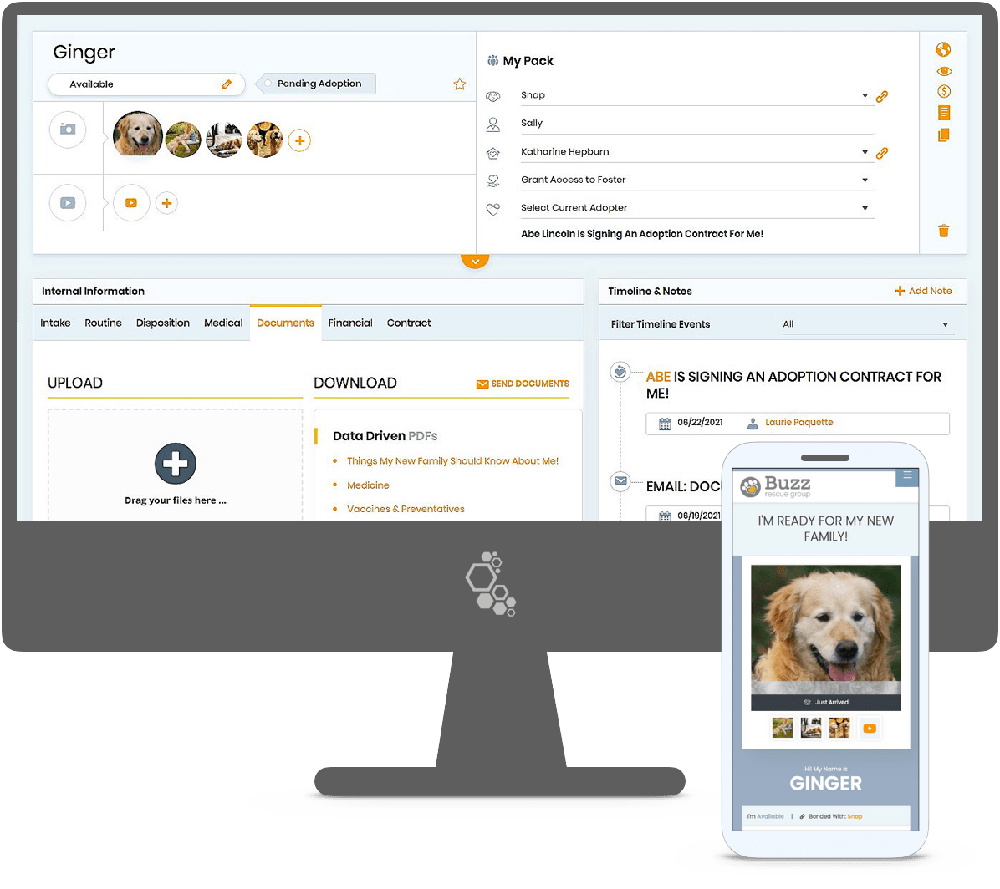 Ginger
Available
Pending Adoption
My Pack
Snap
Sally
Katharine Hepburn
Grant Access to Foster
Select Current Adopter
Abe Lincoln Is Signing An Adoption Contract For Me!
Internal Information
Intake Routine Disposition Medical Documents Financial Contract
UPLOAD
Drag your files here ...
DOWNLOAD
SEND DOCUMENTS
Data Driven PDFs
Things My New Family Should Know About Me!
Medicine
Vaccines & Preventatives
Timeline & Notes
Add Note
Filter Timeline Events
All
ABE IS SIGNING AN ADOPTION CONTRACT FOR
ME!
06/22/2021
Laurie Paquette
EMAIL: DOC
06/19/2021
Buzz
rescue group
I'M READY FOR MY NEW
FAMILY!
Just Arrived
Hi! My Name is
GINGER
I'm Available | Bonded With: Snap